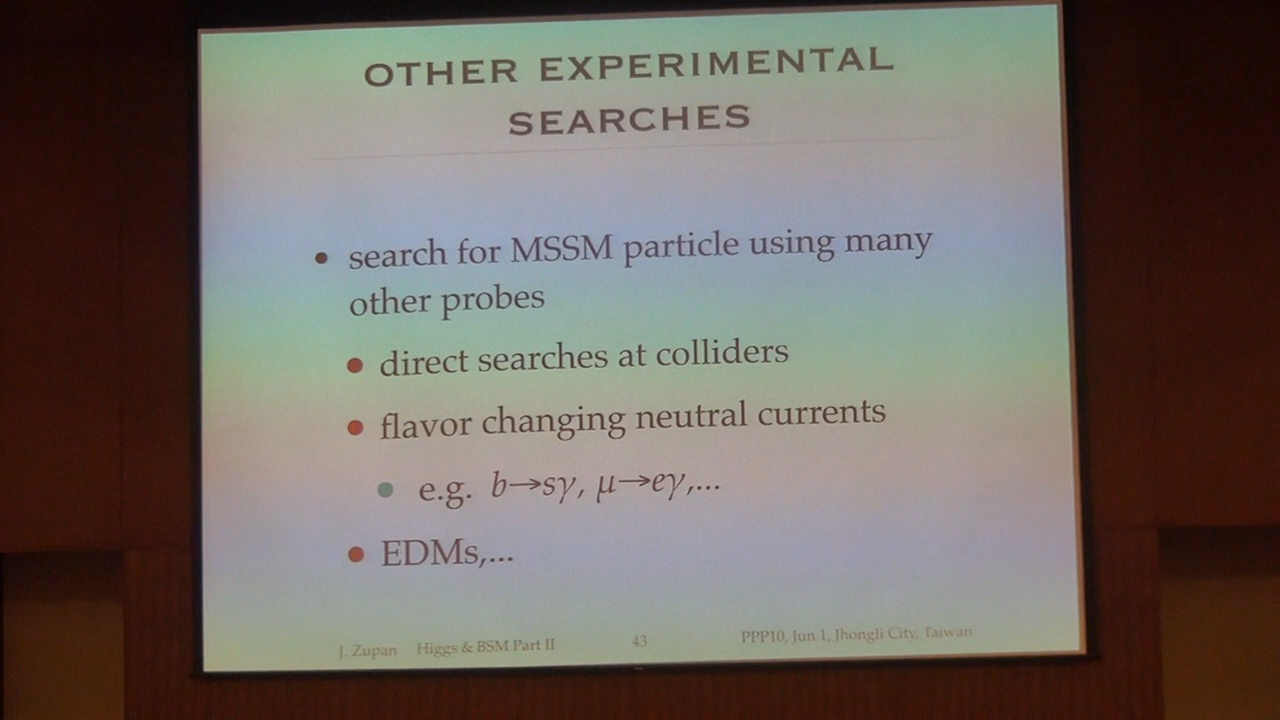 OTHER EXPERIMENTAL
SEARCHES
• search for MSSM particle using many
other probes
• direct searches at colliders
• flavor changing neutral currents
• e.g. b→sγ, μ→eγ,...
• EDMs,...
J. Zupan Higgs & BSM Part II 43 PPP10, Jun 1, Jhongli City, Taiwan